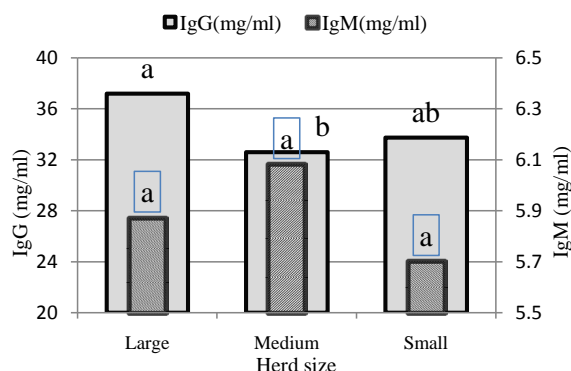 IgG(mg/ml) IgM(mg/ml)
40 6.5
36 6.3
32 6.1
28 5.9
24 5.7
20 5.5
IgG (mg/ml)
IgM (mg/ml)
a
a
b
a
ab
a
Large Medium Small
Herd size